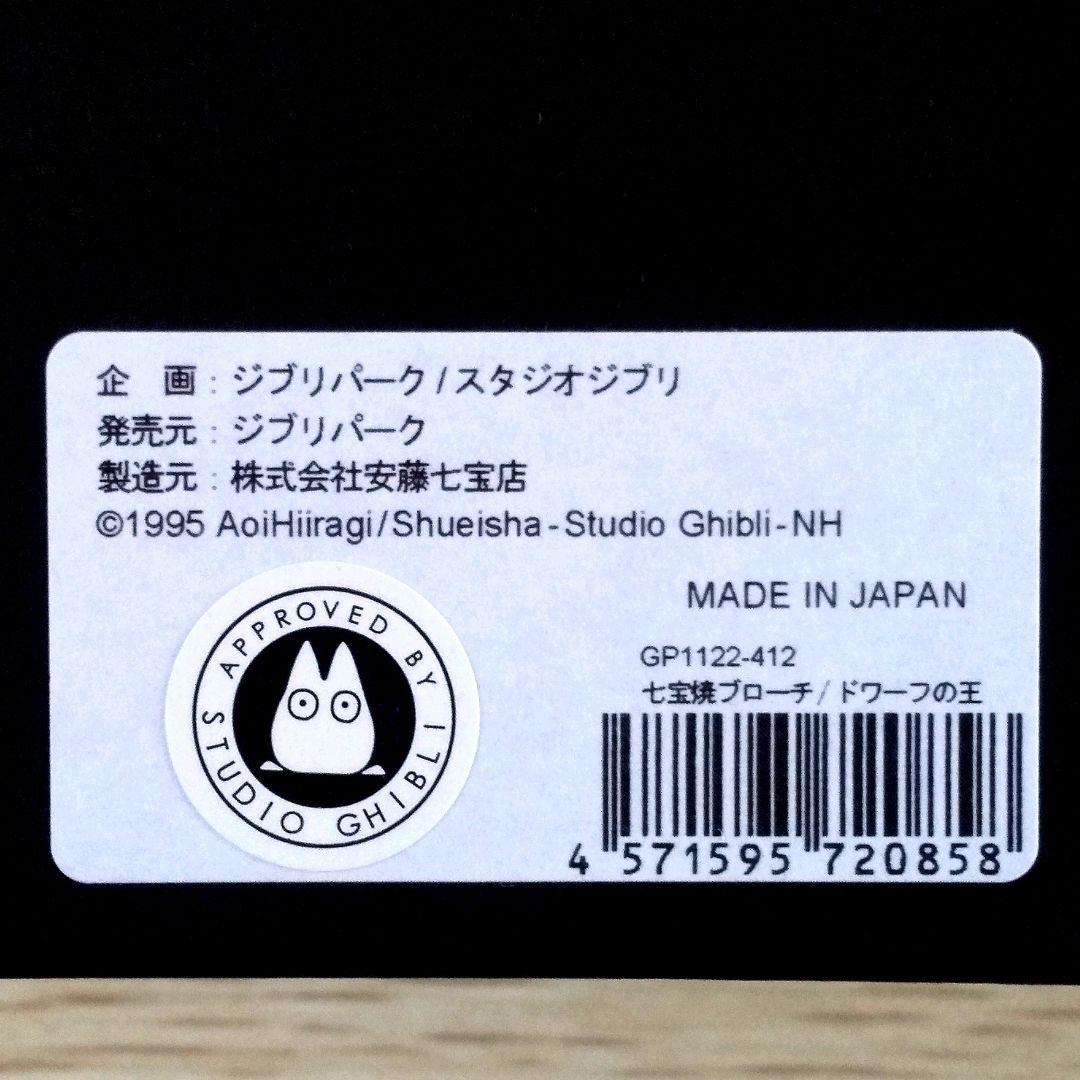 企　画：ジブリパーク/スタジオジブリ
発売元：ジブリパーク
製造元：株式会社安藤七宝店
©1995 AoiHiiragi/Shueisha-Studio Ghibli-NH
APPROVED BY STUDIO GHIBLI
MADE IN JAPAN
GP1122-412
七宝焼ブローチ/ドワーフの王
4 571595 720858